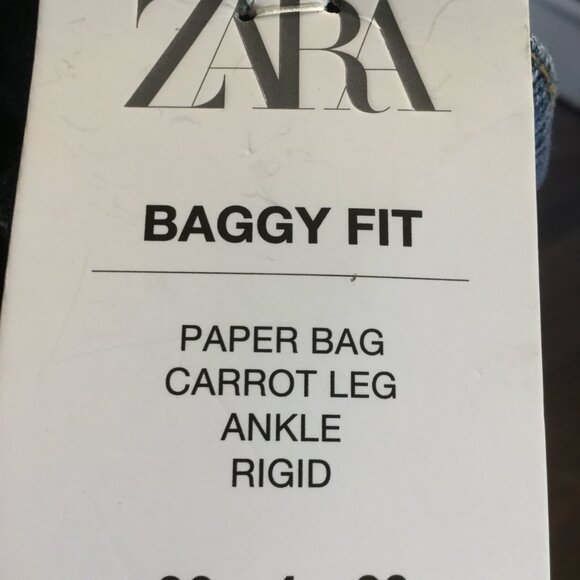 ZARA
BAGGY FIT
PAPER BAG
CARROT LEG
ANKLE
RIGID